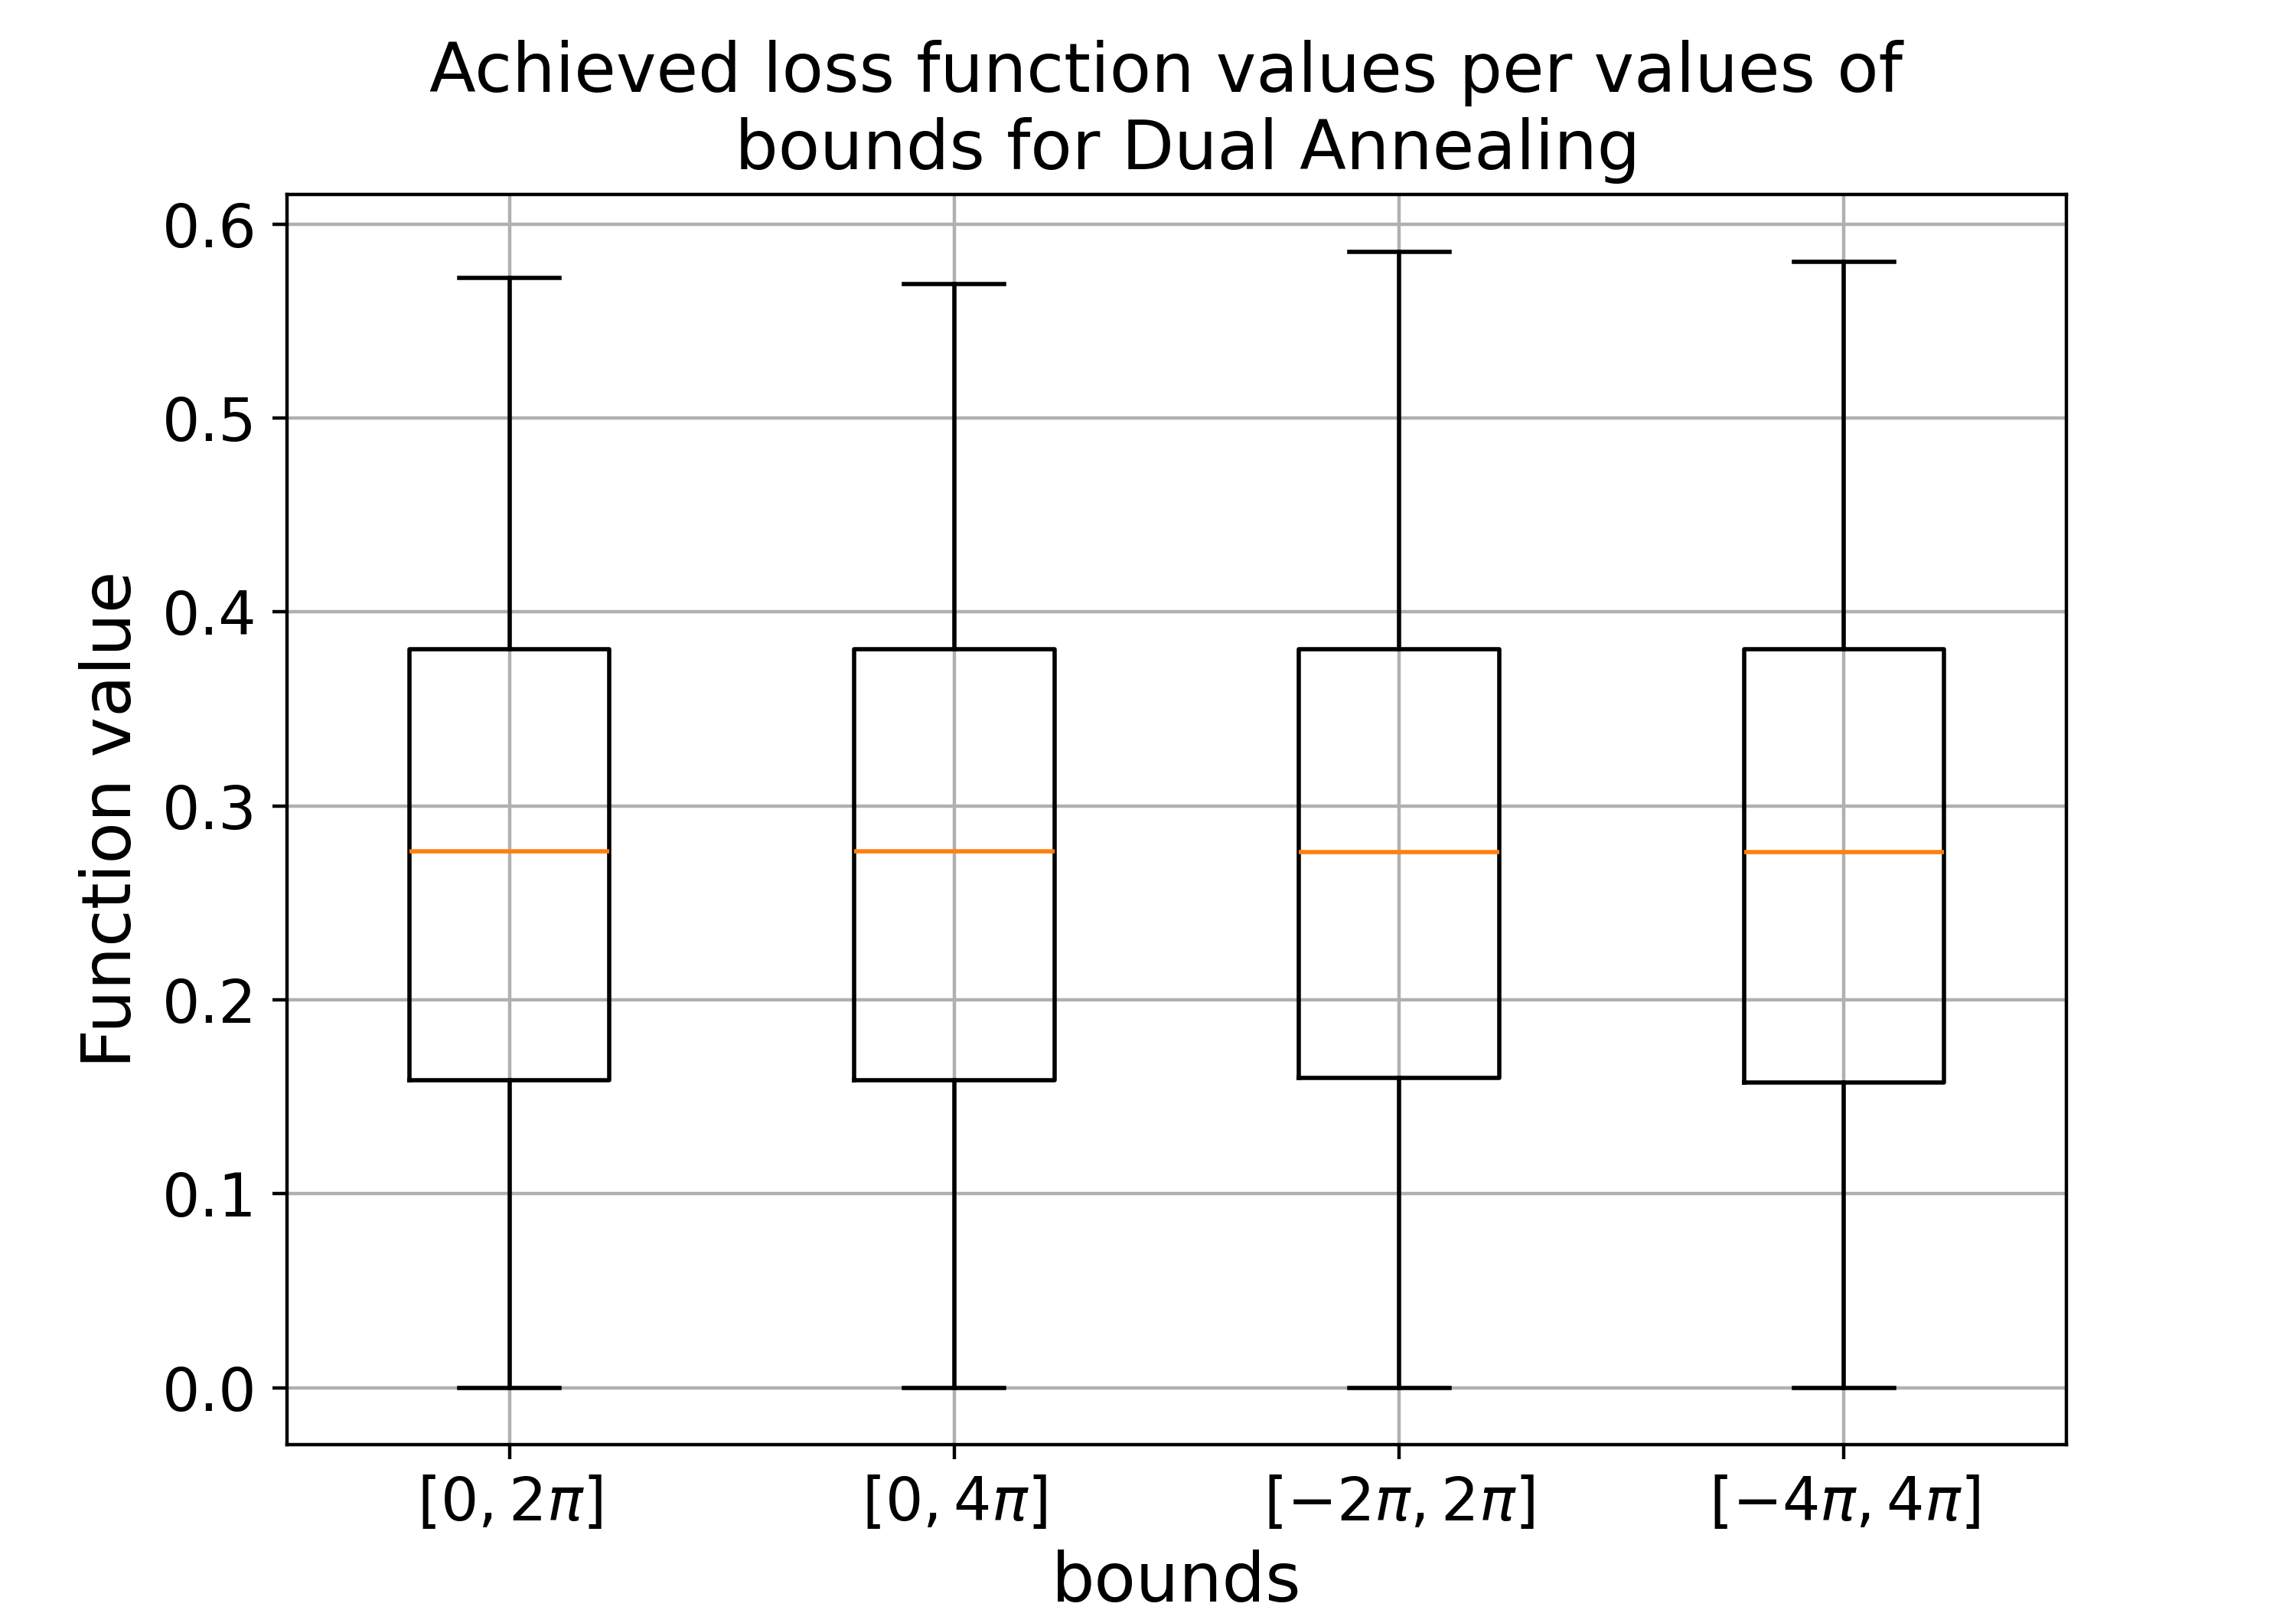 Achieved loss function values per values of
bounds for Dual Annealing
Function value
0.6
0.5
0.4
0.3
0.2
0.1
0.0
[0, 2π]
[0, 4π]
[−2π, 2π]
[−4π, 4π]
bounds